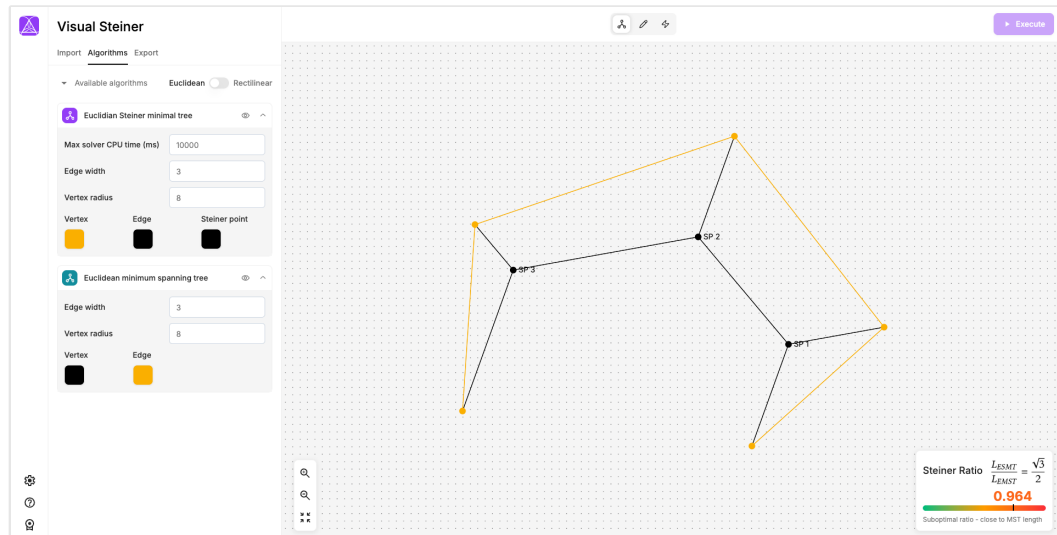 Visual Steiner
Import Algorithms Export
Available algorithms Euclidean Rectilinear
Euclidian Steiner minimal tree
Max solver CPU time (ms) 10000
Edge width 3
Vertex radius 8
Vertex Edge Steiner point
Euclidean minimum spanning tree
Edge width 3
Vertex radius 8
Vertex Edge
Execute
SP 2
SP 3
SP 1
Steiner Ratio L_ESMT / L_EMST = √3 / 2
0.964
Suboptimal ratio - close to MST length